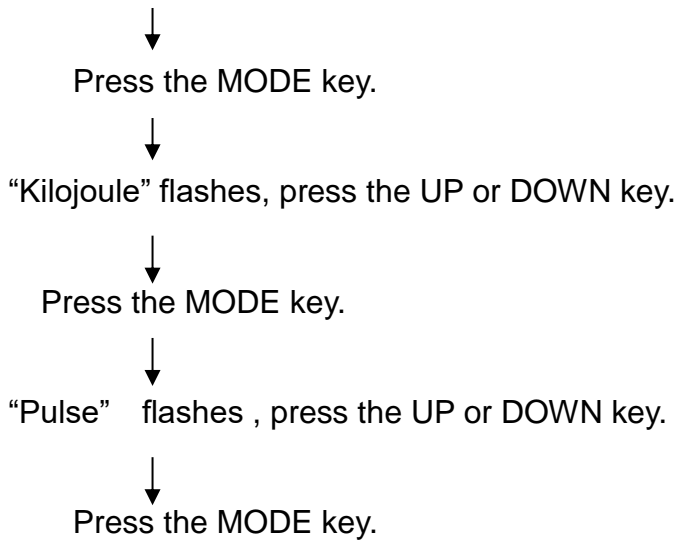 Press the MODE key.
“Kilojoule” flashes, press the UP or DOWN key.
Press the MODE key.
“Pulse” flashes , press the UP or DOWN key.
Press the MODE key.